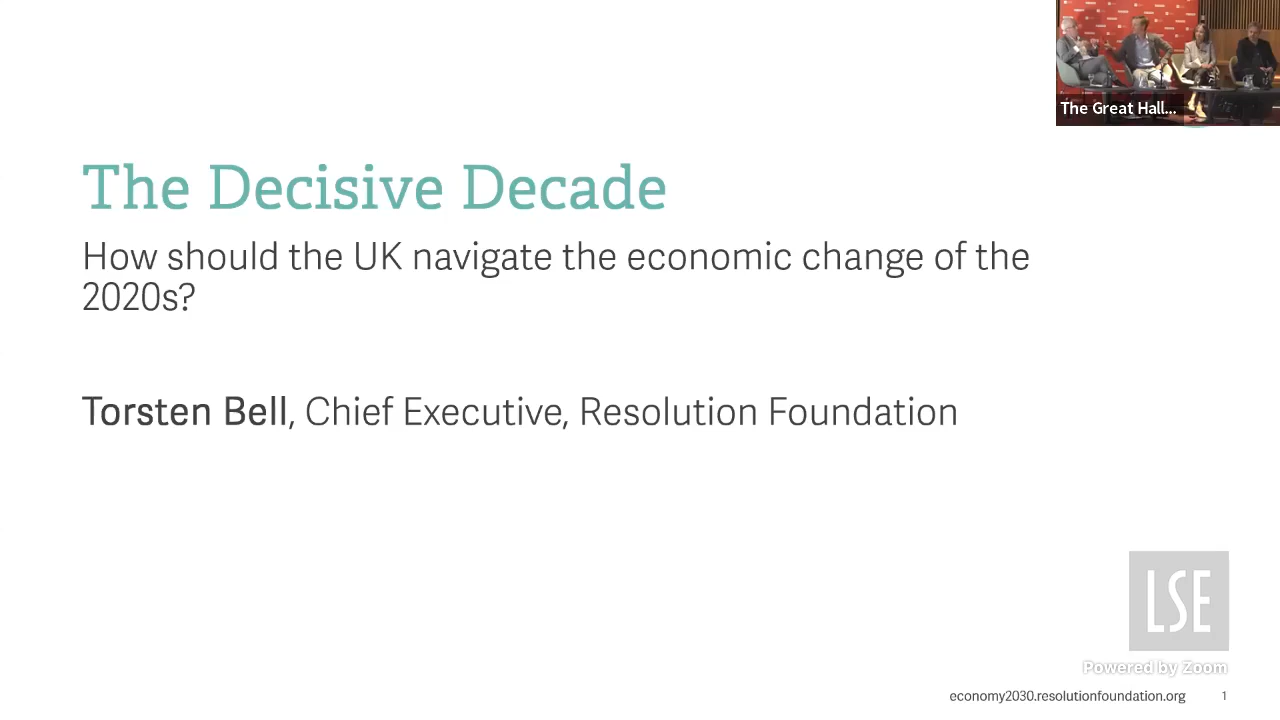 The Great Hall...
The Decisive Decade
How should the UK navigate the economic change of the
2020s?
Torsten Bell, Chief Executive, Resolution Foundation
LSE
Powered by Zoom
economy2030.resolutionfoundation.org 1